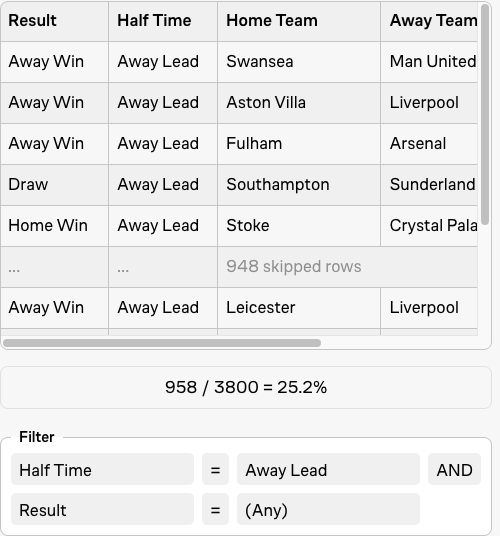 Result Half Time Home Team Away Team
Away Win Away Lead Swansea Man United
Away Win Away Lead Aston Villa Liverpool
Away Win Away Lead Fulham Arsenal
Draw Away Lead Southampton Sunderland
Home Win Away Lead Stoke Crystal Pala
... ... 948 skipped rows
Away Win Away Lead Leicester Liverpool
958 / 3800 = 25.2%
Filter
Half Time = Away Lead AND
Result = (Any)